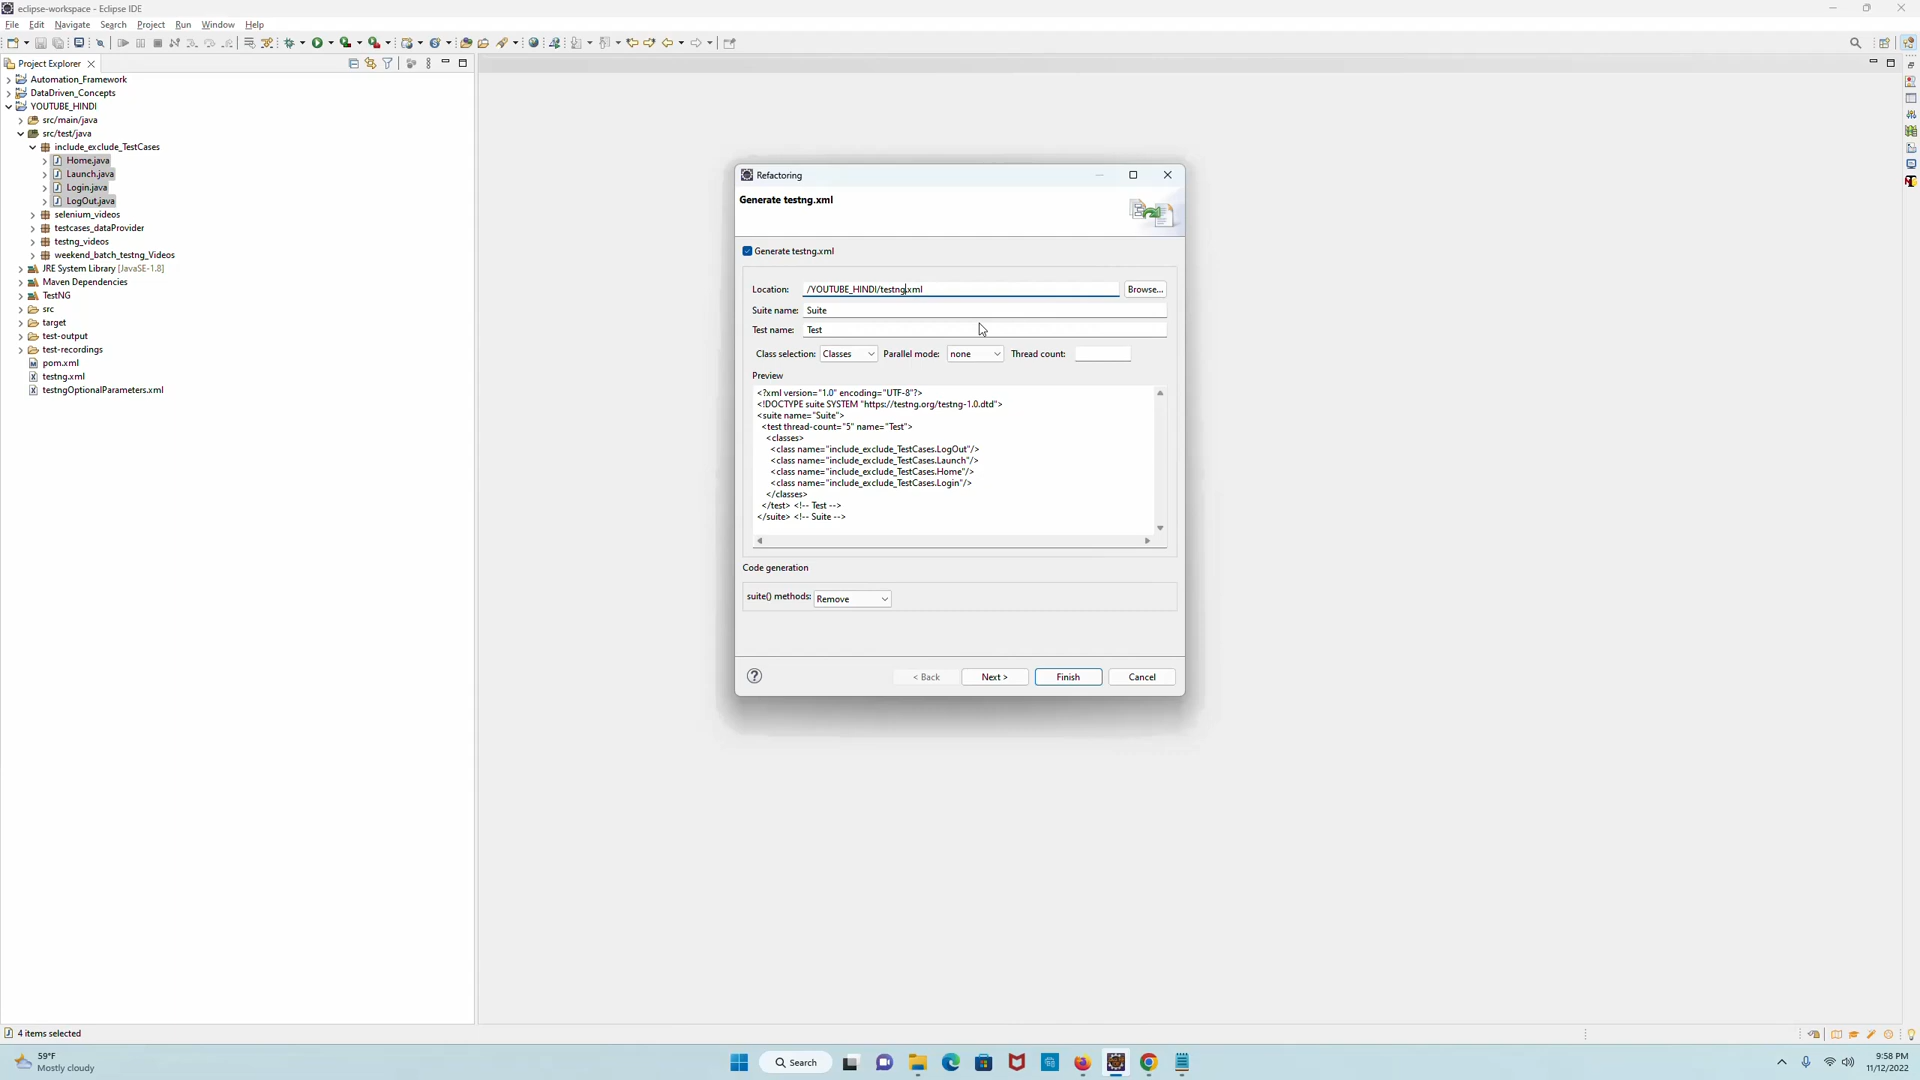 eclipse-workspace - Eclipse IDE
File Edit Navigate Search Project Run Window Help
Project Explorer
Automation_Framework
DataDriven_Concepts
YOUTUBE_HINDI
src/main/java
src/test/java
include_exclude_TestCases
Home.java
Launch.java
Login.java
LogOut.java
selenium_videos
testcases_dataProvider
testng_videos
weekend_batch_testng_Videos
JRE System Library [JavaSE-1.8]
Maven Dependencies
TestNG
src
target
test-output
test-recordings
pom.xml
testng.xml
testngOptionalParameters.xml
Refactoring
Generate testng.xml
Generate testng.xml
Location: /YOUTUBE_HINDI/testng.xml Browse...
Suite name: Suite
Test name: Test
Class selection: Classes Parallel mode: none Thread count:
Preview
<?xml version="1.0" encoding="UTF-8"?>
<!DOCTYPE suite SYSTEM "https://testng.org/testng-1.0.dtd">
<suite name="Suite">
<test thread-count="5" name="Test">
<classes>
<class name="include_exclude_TestCases.LogOut"/>
<class name="include_exclude_TestCases.Launch"/>
<class name="include_exclude_TestCases.Home"/>
<class name="include_exclude_TestCases.Login"/>
</classes>
</test> <!-- Test -->
</suite> <!-- Suite -->
Code generation
suite() methods: Remove
< Back Next > Finish Cancel
4 items selected
59°F
Mostly cloudy
Search
9:58 PM
11/12/2022